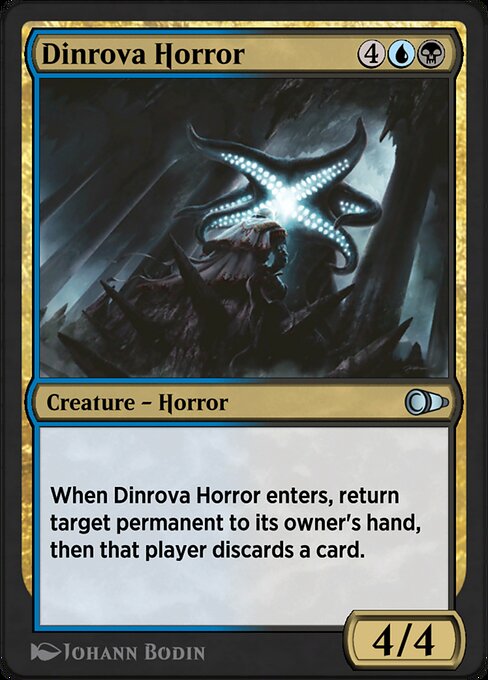 Dinrova Horror 4
Creature – Horror
When Dinrova Horror enters, return
target permanent to its owner's hand,
then that player discards a card.
4/4
Johann Bodin